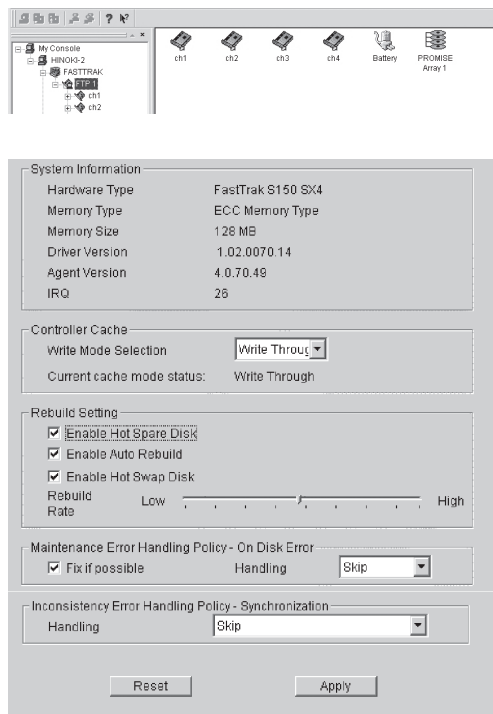 My Console
HINOKI-2
FASTTRAK
FTP 1
ch1
ch2
ch1
ch2
ch3
ch4
Battery
PROMISE
Array 1
System Information
Hardware Type FastTrak S150 SX4
Memory Type ECC Memory Type
Memory Size 128 MB
Driver Version 1.02.0070.14
Agent Version 4.0.70.49
IRQ 26
Controller Cache
Write Mode Selection Write Throug
Current cache mode status: Write Through
Rebuild Setting
Enable Hot Spare Disk
Enable Auto Rebuild
Enable Hot Swap Disk
Rebuild
Rate
Low High
Maintenance Error Handling Policy - On Disk Error
Fix if possible Handling Skip
Inconsistency Error Handling Policy - Synchronization
Handling Skip
Reset Apply